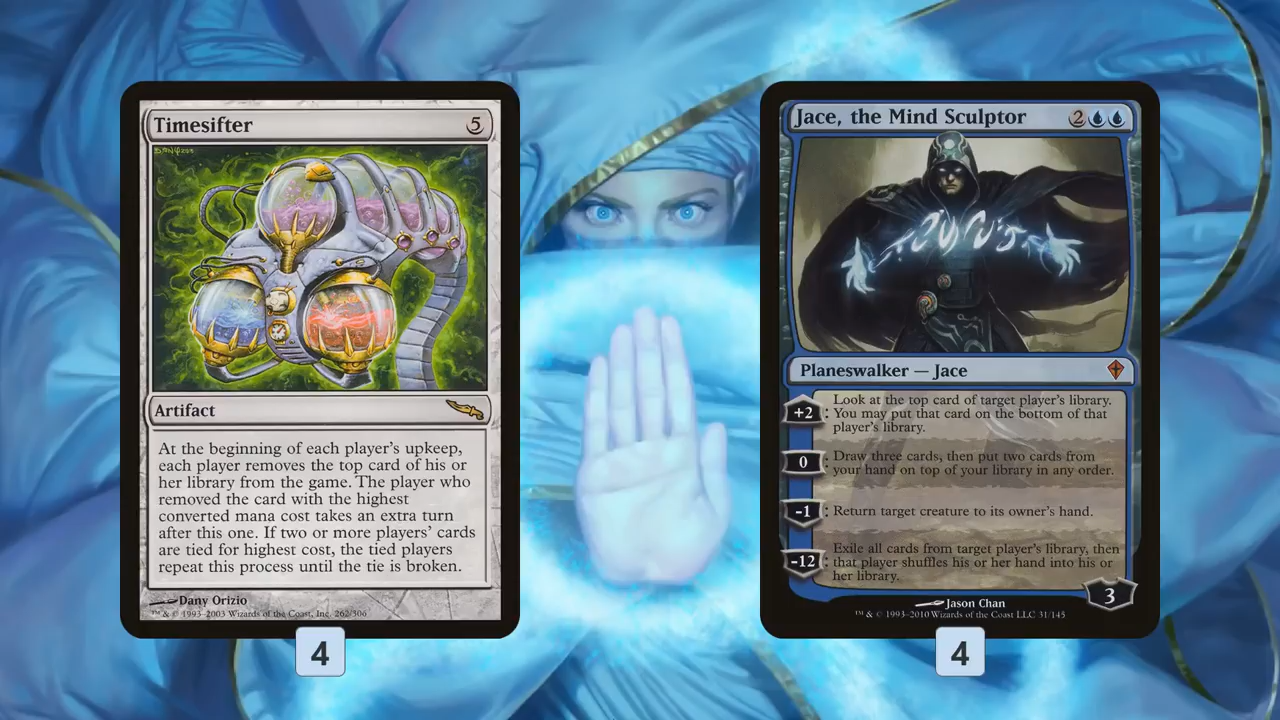 Timesifter 5
DANY 2003
Artifact
At the beginning of each player's upkeep,
each player removes the top card of his or
her library from the game. The player who
removed the card with the highest
converted mana cost takes an extra turn
after this one. If two or more players' cards
are tied for highest cost, the tied players
repeat this process until the tie is broken.
Dany Orizio
™ & © 1993–2003 Wizards of the Coast, Inc. 262/306
4
Jace, the Mind Sculptor 2
Planeswalker — Jace
+2: Look at the top card of target player's library.
You may put that card on the bottom of that
player's library.
0: Draw three cards, then put two cards from
your hand on top of your library in any order.
-1: Return target creature to its owner's hand.
-12: Exile all cards from target player's library, then
that player shuffles his or her hand into his or
her library.
3
Jason Chan
™ & © 1993–2010 Wizards of the Coast LLC 31/145
4